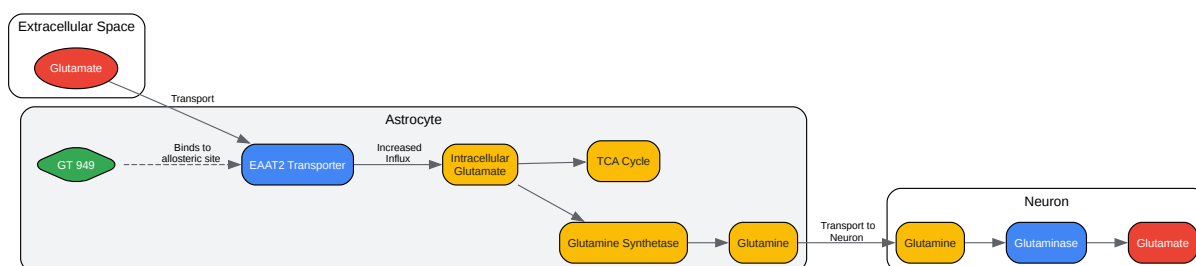 Extracellular Space
Glutamate
Transport
Astrocyte
GT 949
Binds to
allosteric site
EAAT2 Transporter
Increased
Influx
Intracellular
Glutamate
TCA Cycle
Glutamine Synthetase
Glutamine
Transport to
Neuron
Neuron
Glutamine
Glutaminase
Glutamate